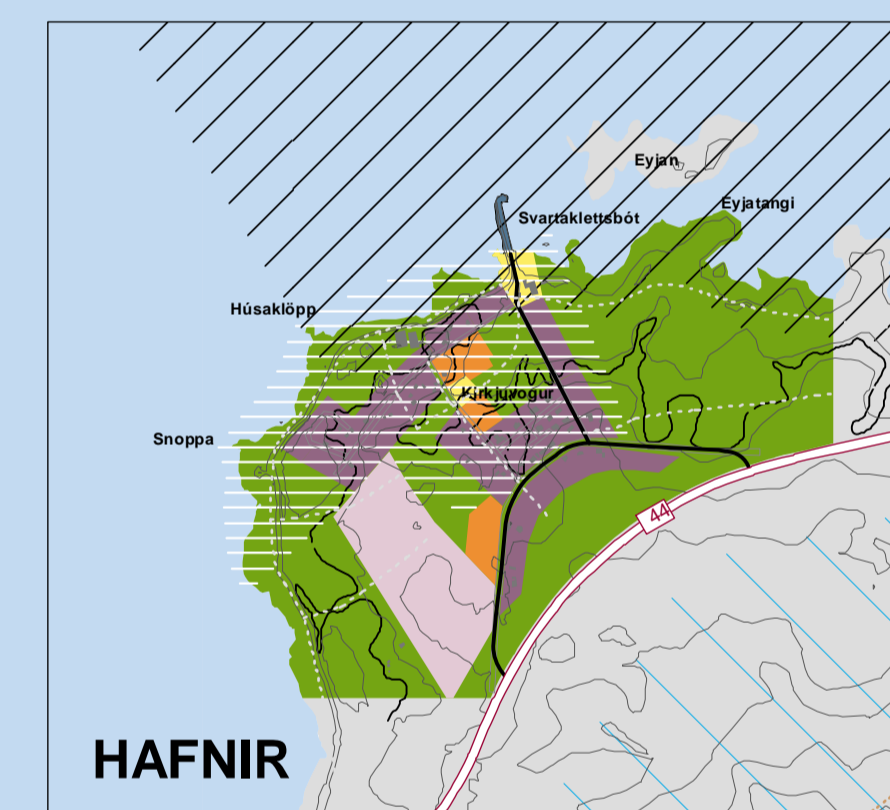 Eyjan
Eyjatangi
Svartaklettsbót
Húsaklöpp
Kirkjuvogur
Snoppa
44
HAFNIR